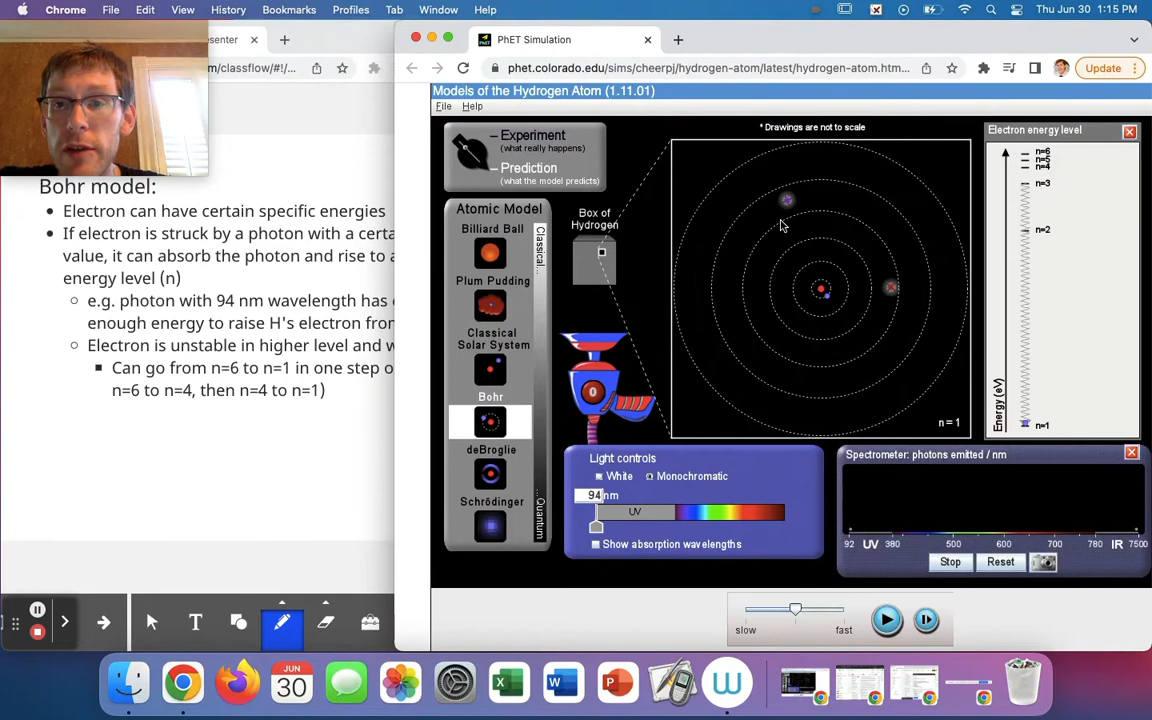 Chrome File Edit View History Bookmarks Profiles Tab Window Help Thu Jun 30 1:15 PM
esenter
PhET Simulation
om/classflow/#!/...
phet.colorado.edu/sims/cheerpj/hydrogen-atom/latest/hydrogen-atom.htm...
Update
Models of the Hydrogen Atom (1.11.01)
File Help
Experiment
(what really happens)
Prediction
(what the model predicts)
* Drawings are not to scale
Electron energy level
n=6
n=5
n=4
n=3
n=2
n=1
Energy (eV)
Atomic Model
Billiard Ball
Plum Pudding
Classical
Solar System
Bohr
deBroglie
Schrödinger
Classical...
...Quantum
Box of
Hydrogen
0
n = 1
Bohr model:
• Electron can have certain specific energies
• If electron is struck by a photon with a certa
value, it can absorb the photon and rise to a
energy level (n)
e.g. photon with 94 nm wavelength has
enough energy to raise H's electron from
Electron is unstable in higher level and w
Can go from n=6 to n=1 in one step o
n=6 to n=4, then n=4 to n=1)
Light controls
White Monochromatic
94 nm
UV
Show absorption wavelengths
Spectrometer: photons emitted / nm
92 UV 380 500 600 700 780 IR 7500
Stop Reset
slow fast
T
JUN
30
X W P W